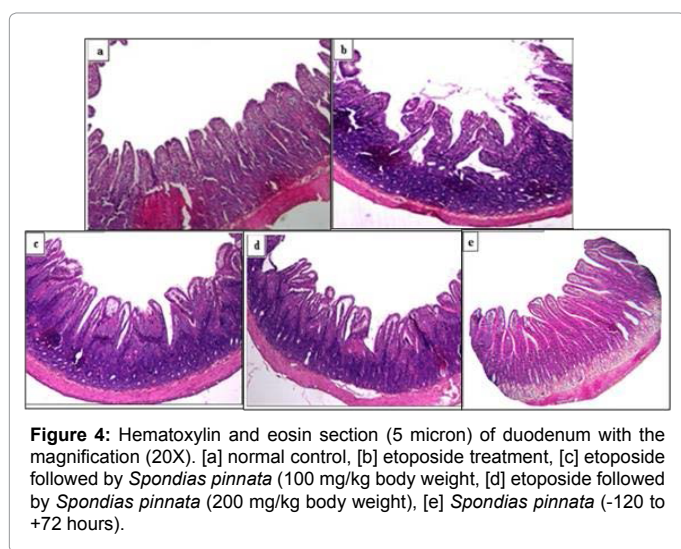 a
b
c
d
e
Figure 4: Hematoxylin and eosin section (5 micron) of duodenum with the
magnification (20X). [a] normal control, [b] etoposide treatment, [c] etoposide
followed by Spondias pinnata (100 mg/kg body weight, [d] etoposide followed
by Spondias pinnata (200 mg/kg body weight), [e] Spondias pinnata (-120 to
+72 hours).